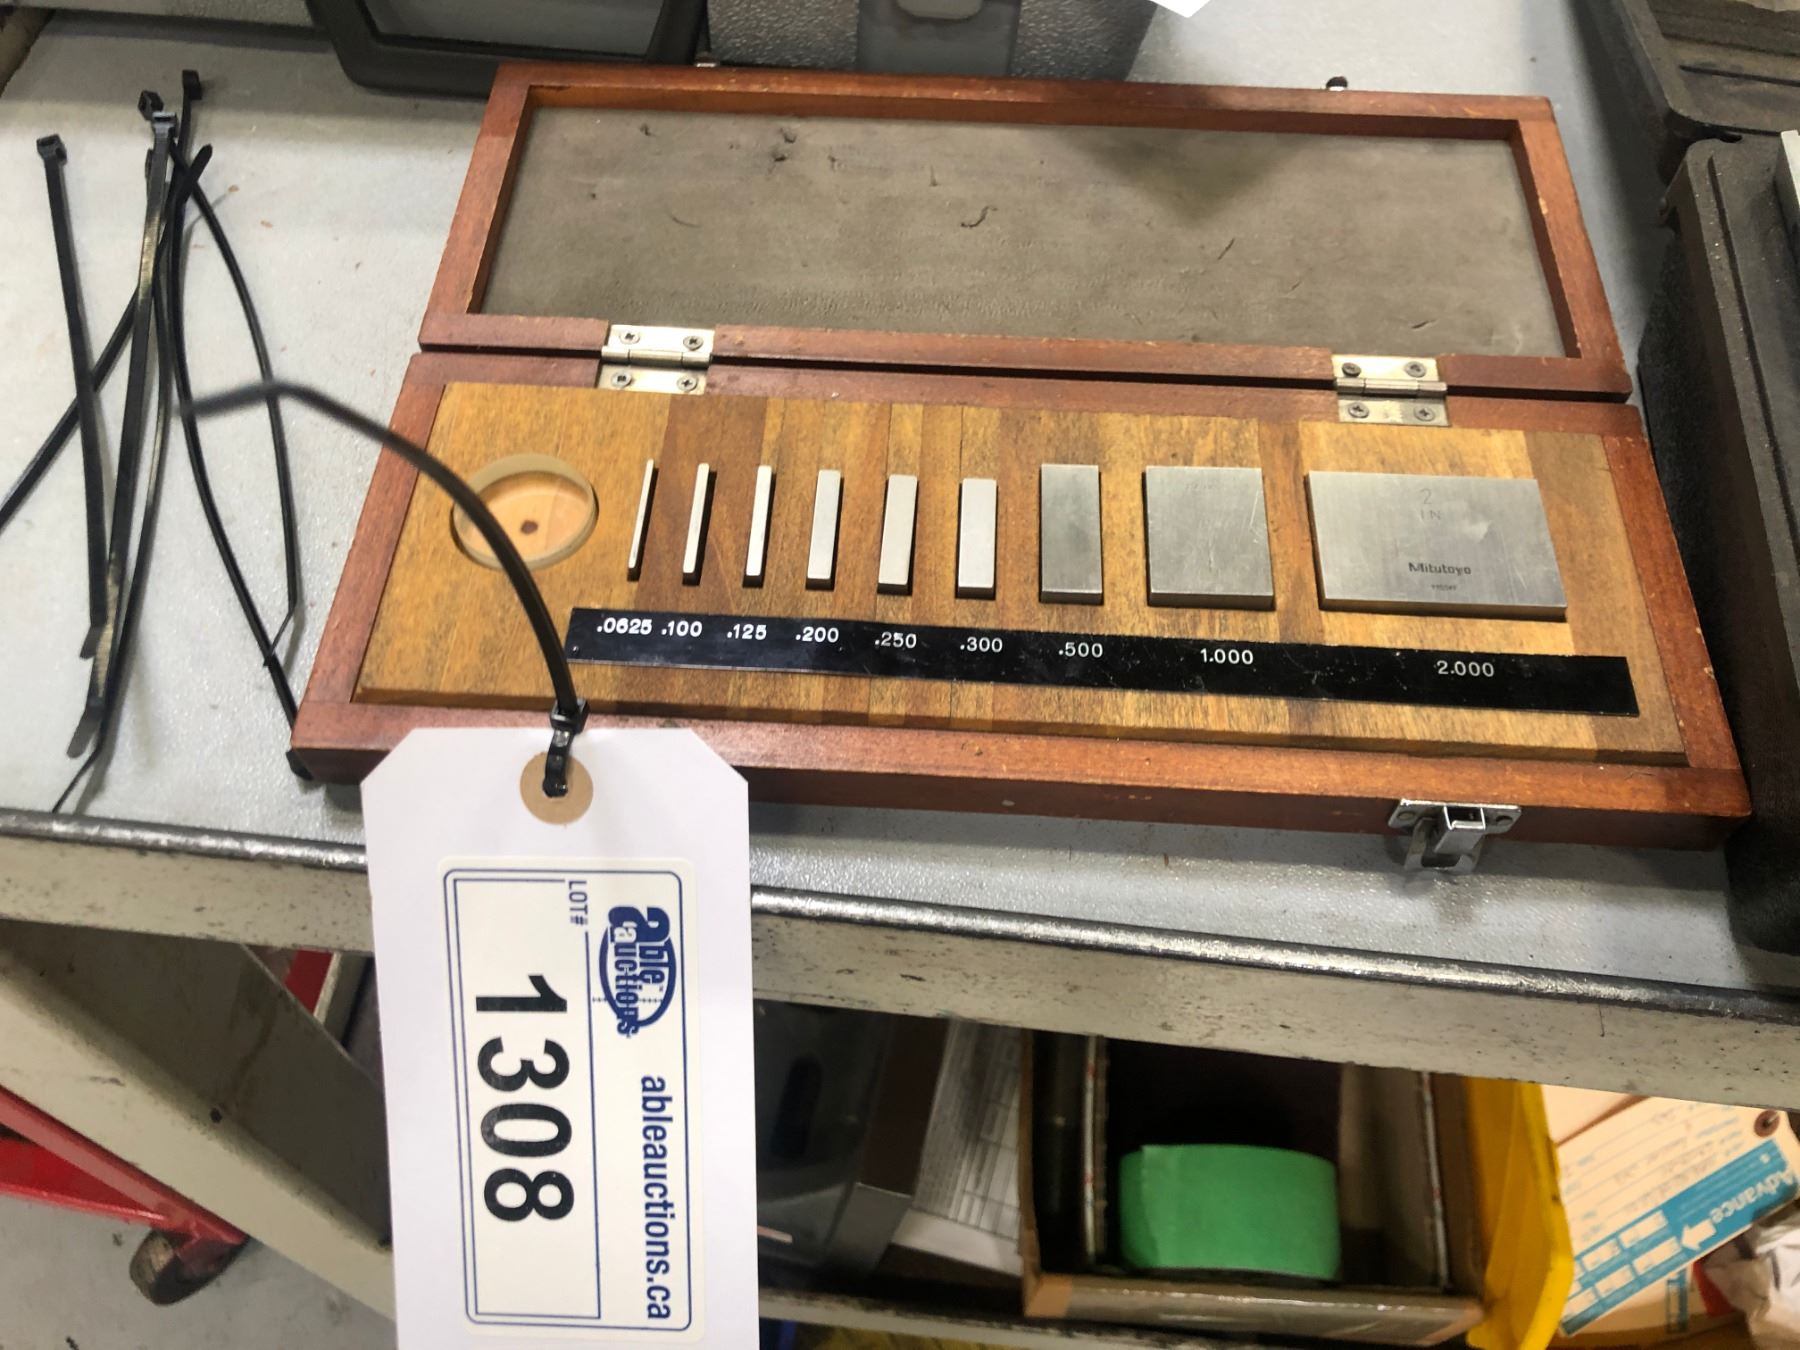 2
IN
Mitutoyo
.0625 .100 .125 .200 .250 .300 .500 1.000 2.000
able auctions
ableauctions.ca
LOT#
1308
Advance